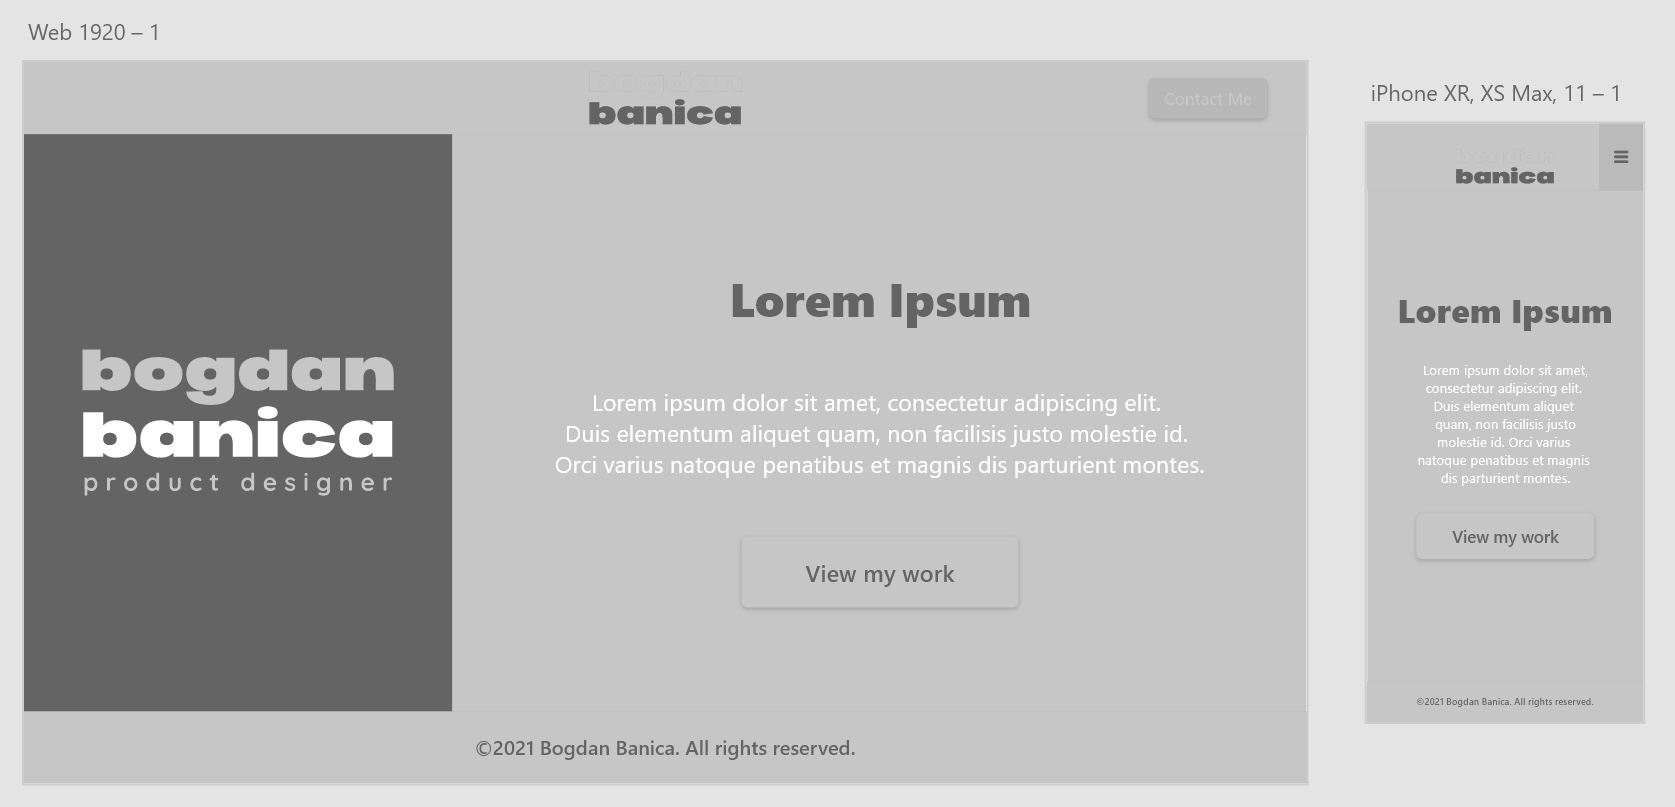 Web 1920 – 1
bogdan
banica
Contact Me
bogdan
banica
product designer
Lorem Ipsum
Lorem ipsum dolor sit amet, consectetur adipiscing elit.
Duis elementum aliquet quam, non facilisis justo molestie id.
Orci varius natoque penatibus et magnis dis parturient montes.
View my work
©2021 Bogdan Banica. All rights reserved.
iPhone XR, XS Max, 11 – 1
bogdan
banica
Lorem Ipsum
Lorem ipsum dolor sit amet,
consectetur adipiscing elit.
Duis elementum aliquet
quam, non facilisis justo
molestie id. Orci varius
natoque penatibus et magnis
dis parturient montes.
View my work
©2021 Bogdan Banica. All rights reserved.